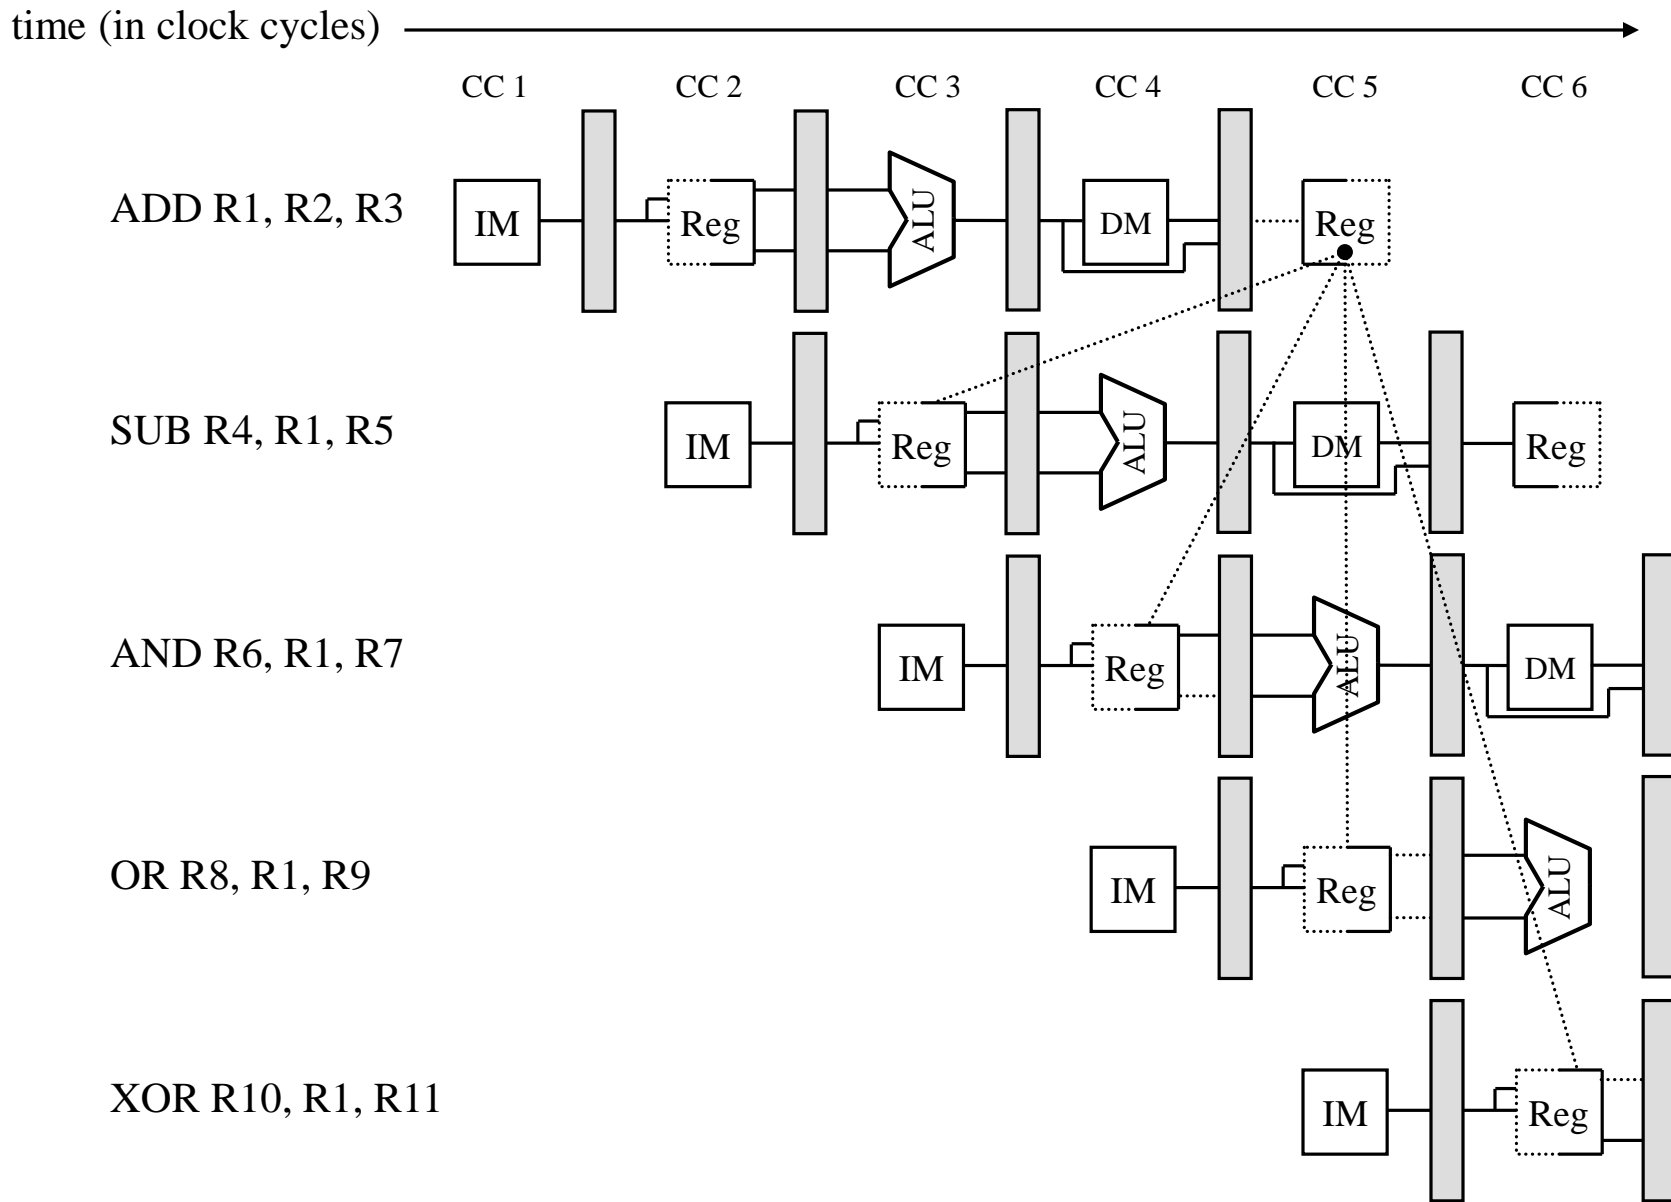 time (in clock cycles)
CC 1 CC 2 CC 3 CC 4 CC 5 CC 6
ADD R1, R2, R3 IM Reg ALU DM Reg
SUB R4, R1, R5 IM Reg ALU DM Reg
AND R6, R1, R7 IM Reg ALU DM
OR R8, R1, R9 IM Reg ALU
XOR R10, R1, R11 IM Reg